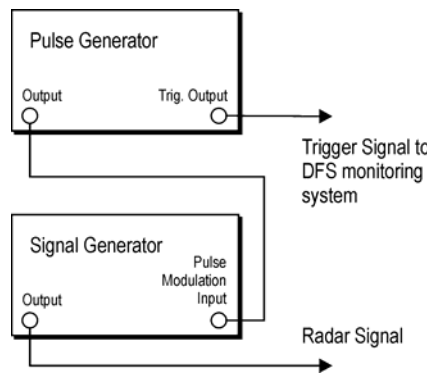 Pulse Generator
Output
Trig. Output
Trigger Signal to
DFS monitoring
system
Signal Generator
Pulse
Modulation
Input
Output
Radar Signal